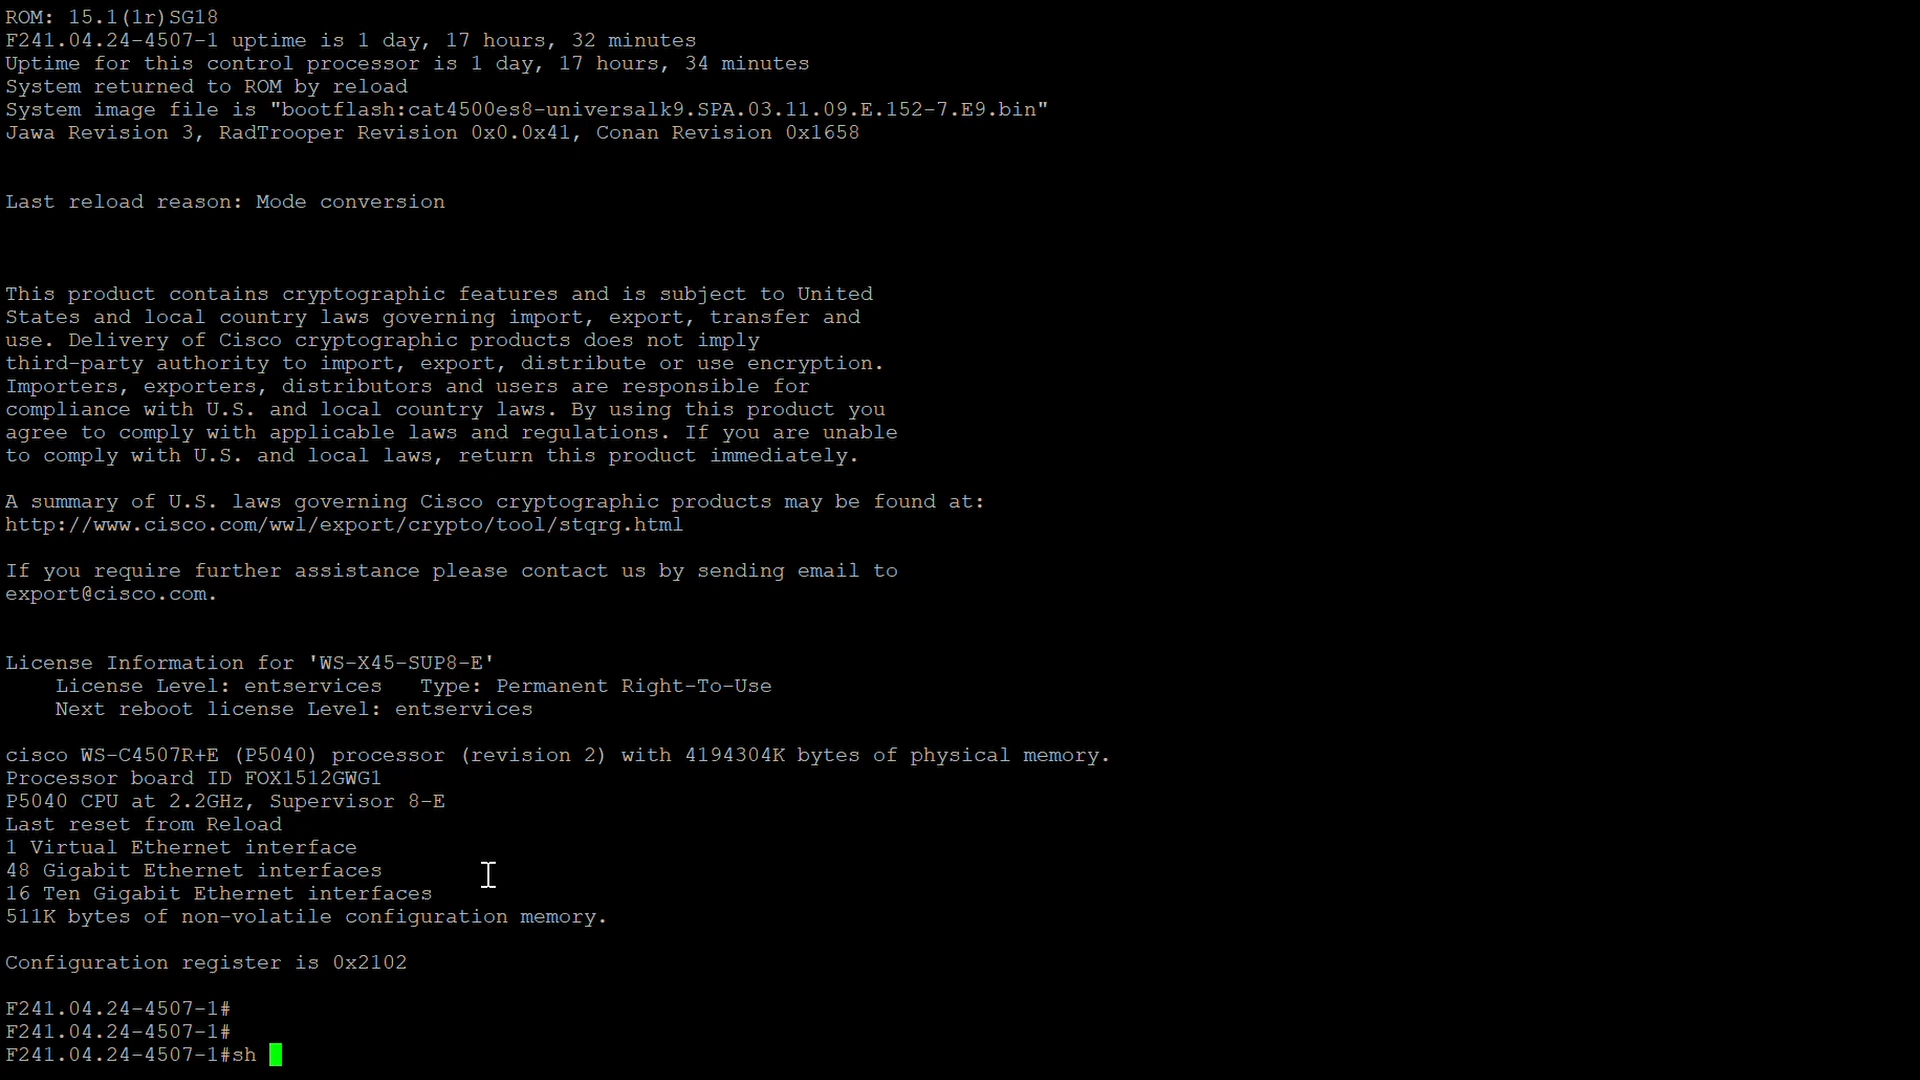 ROM: 15.1(1r)SG18
F241.04.24-4507-1 uptime is 1 day, 17 hours, 32 minutes
Uptime for this control processor is 1 day, 17 hours, 34 minutes
System returned to ROM by reload
System image file is "bootflash:cat4500es8-universalk9.SPA.03.11.09.E.152-7.E9.bin"
Jawa Revision 3, RadTrooper Revision 0x0.0x41, Conan Revision 0x1658
Last reload reason: Mode conversion
This product contains cryptographic features and is subject to United
States and local country laws governing import, export, transfer and
use. Delivery of Cisco cryptographic products does not imply
third-party authority to import, export, distribute or use encryption.
Importers, exporters, distributors and users are responsible for
compliance with U.S. and local country laws. By using this product you
agree to comply with applicable laws and regulations. If you are unable
to comply with U.S. and local laws, return this product immediately.
A summary of U.S. laws governing Cisco cryptographic products may be found at:
http://www.cisco.com/wwl/export/crypto/tool/stqrg.html
If you require further assistance please contact us by sending email to
export@cisco.com.
License Information for 'WS-X45-SUP8-E'
License Level: entservices   Type: Permanent Right-To-Use
Next reboot license Level: entservices
cisco WS-C4507R+E (P5040) processor (revision 2) with 4194304K bytes of physical memory.
Processor board ID FOX1512GWG1
P5040 CPU at 2.2GHz, Supervisor 8-E
Last reset from Reload
1 Virtual Ethernet interface
48 Gigabit Ethernet interfaces
16 Ten Gigabit Ethernet interfaces
511K bytes of non-volatile configuration memory.
Configuration register is 0x2102
F241.04.24-4507-1#
F241.04.24-4507-1#
F241.04.24-4507-1#sh